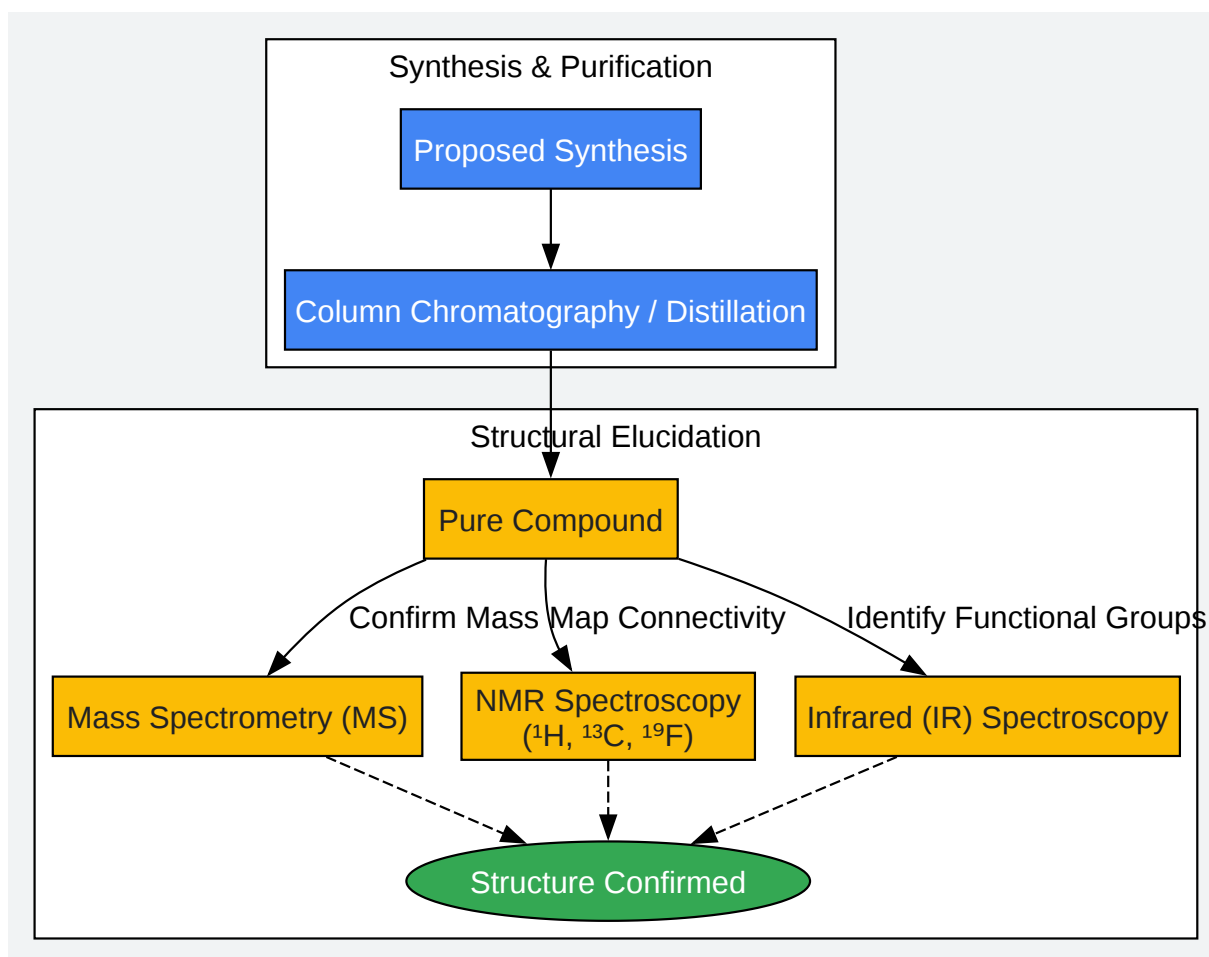 Synthesis & Purification
Proposed Synthesis
Column Chromatography / Distillation
Structural Elucidation
Pure Compound
Confirm Mass
Map Connectivity
Identify Functional Groups
Mass Spectrometry (MS)
NMR Spectroscopy
(¹H, ¹³C, ¹⁹F)
Infrared (IR) Spectroscopy
Structure Confirmed